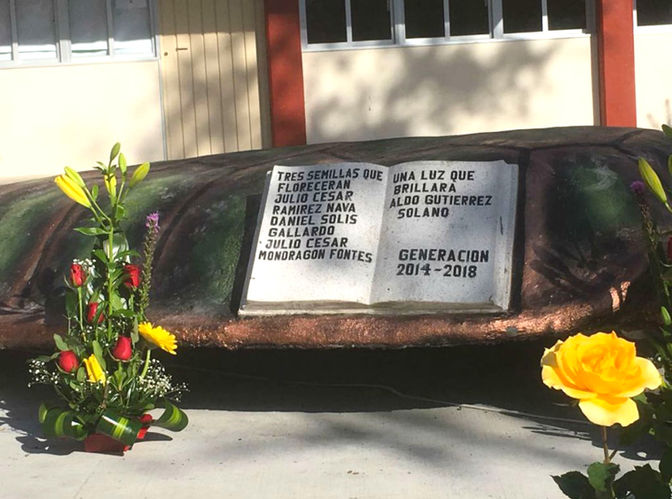 TRES SEMILLAS QUE
FLORECERAN
JULIO CESAR
RAMIREZ NAVA
DANIEL SOLIS
GALLARDO
JULIO CESAR
MONDRAGON FONTES
UNA LUZ QUE
BRILLARA
ALDO GUTIERREZ
SOLANO
GENERACION
2014-2018